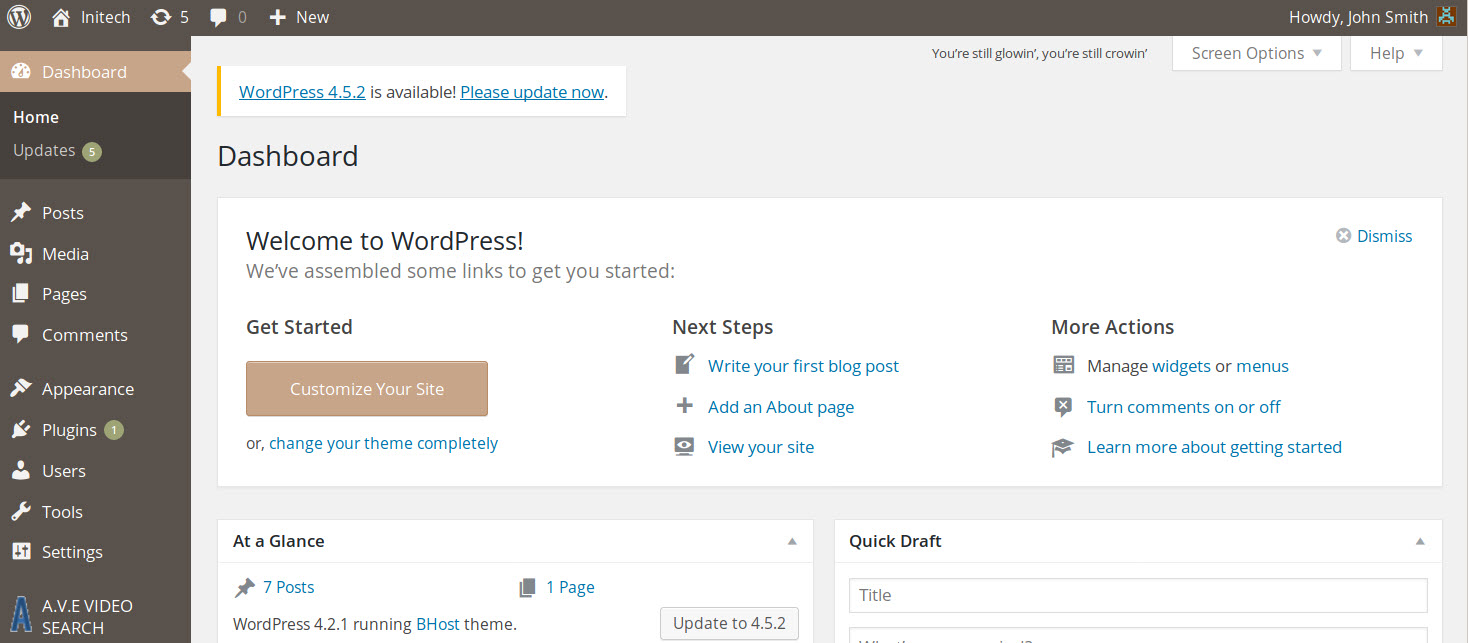 Initech 5 0 New Howdy, John Smith
You're still glowin', you're still crowin' Screen Options Help
Dashboard
Home
Updates 5
Posts
Media
Pages
Comments
Appearance
Plugins 1
Users
Tools
Settings
A.V.E VIDEO
SEARCH
WordPress 4.5.2 is available! Please update now.
Dashboard
Welcome to WordPress!
Dismiss
We've assembled some links to get you started:
Get Started
Customize Your Site
or, change your theme completely
Next Steps
Write your first blog post
Add an About page
View your site
More Actions
Manage widgets or menus
Turn comments on or off
Learn more about getting started
At a Glance
7 Posts 1 Page
WordPress 4.2.1 running BHost theme. Update to 4.5.2
Quick Draft
Title